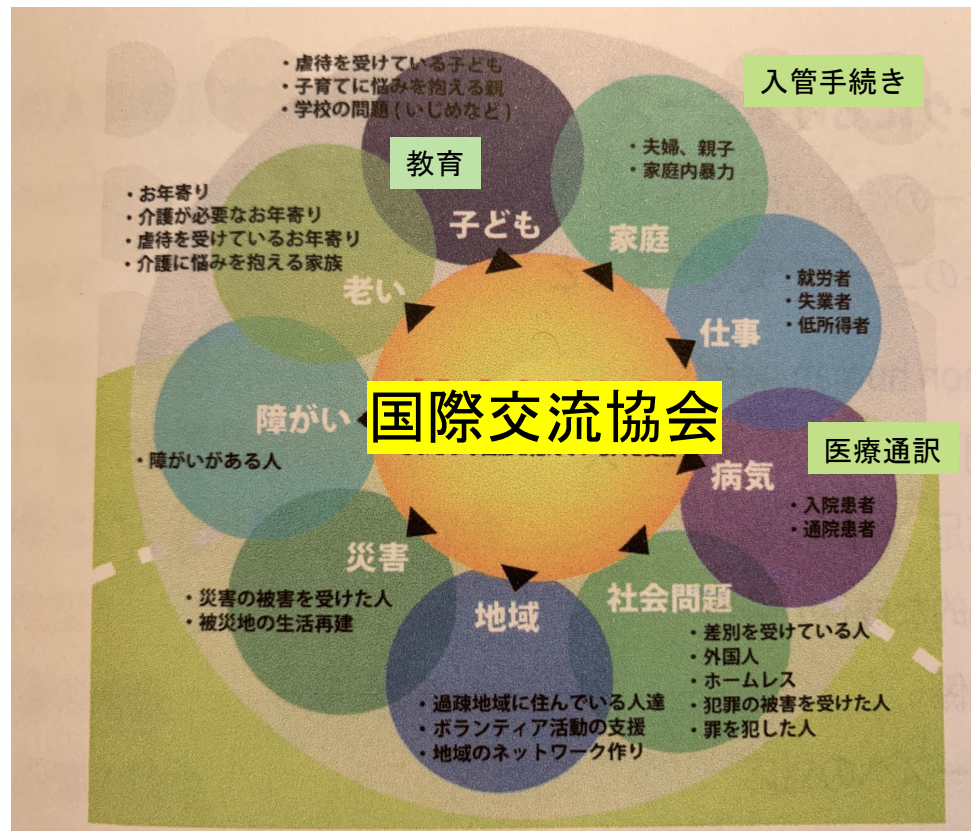 ・虐待を受けている子ども
・子育てに悩みを抱える親
・学校の問題(いじめなど)
教育
子ども
入管手続き
・夫婦、親子
・家庭内暴力
家庭
・お年寄り
・介護が必要なお年寄り
・虐待を受けているお年寄り
・介護に悩みを抱える家族
老い
・就労者
・失業者
・低所得者
仕事
国際交流協会
障がい
・障がいがある人
医療通訳
病気
・入院患者
・通院患者
災害
・災害の被害を受けた人
・被災地の生活再建
地域
・過疎地域に住んでいる人達
・ボランティア活動の支援
・地域のネットワーク作り
社会問題
・差別を受けている人
・外国人
・ホームレス
・犯罪の被害を受けた人
・罪を犯した人